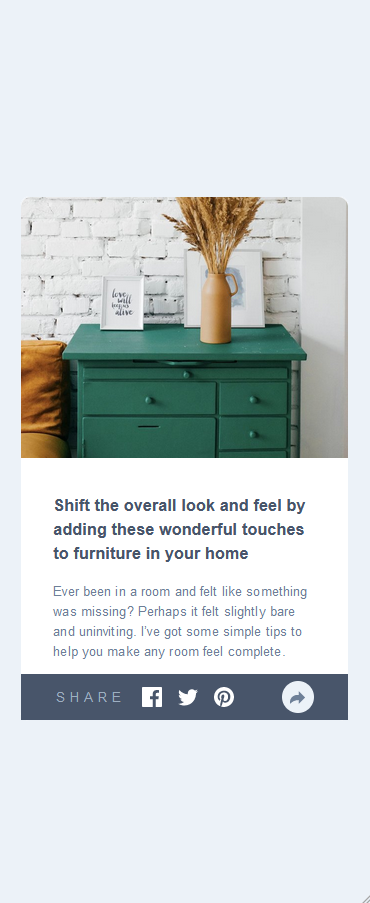 love
will
keep us
alive
Shift the overall look and feel by
adding these wonderful touches
to furniture in your home
Ever been in a room and felt like something
was missing? Perhaps it felt slightly bare
and uninviting. I've got some simple tips to
help you make any room feel complete.
SHARE